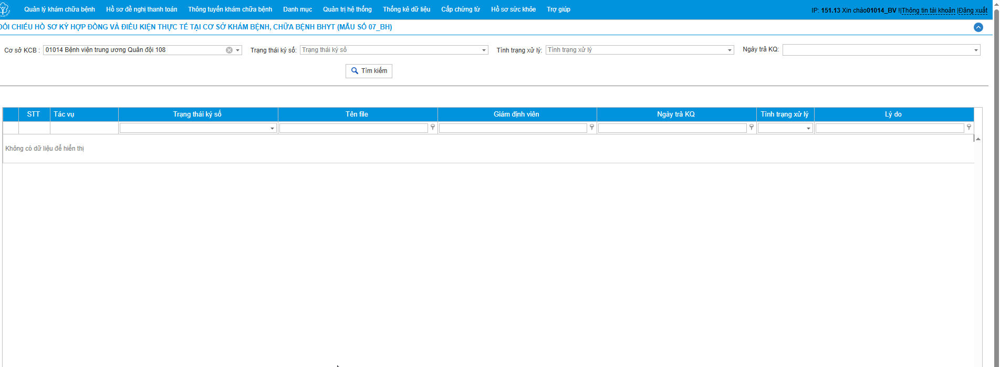 Quản lý khám chữa bệnh Hồ sơ đề nghị thanh toán Thông tuyến khám chữa bệnh Danh mục Quản trị hệ thống Thống kê dữ liệu Cấp chứng từ Hồ sơ sức khỏe Trợ giúp IP: 151.13 Xin chào01014_BV !|Thông tin tài khoản |Đăng xuất
ĐỐI CHIẾU HỒ SƠ KÝ HỢP ĐỒNG VÀ ĐIỀU KIỆN THỰC TẾ TẠI CƠ SỞ KHÁM BỆNH, CHỮA BỆNH BHYT (MẪU SỐ 07_BH)
Cơ sở KCB : 01014 Bệnh viện trung ương Quân đội 108 Trạng thái ký số: Trạng thái ký số Tình trạng xử lý: Tình trạng xử lý Ngày trả KQ:
Tìm kiếm
STT Tác vụ Trạng thái ký số Tên file Giám định viên Ngày trả KQ Tình trạng xử lý Lý do
Không có dữ liệu để hiển thị